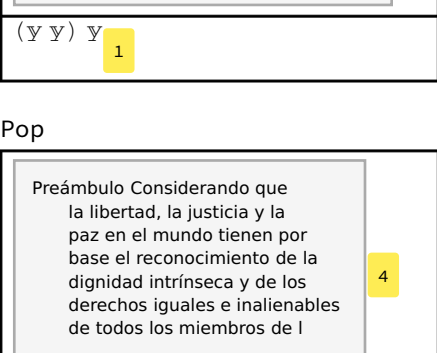 (𝕪 𝕪) 𝕪
1
Pop
Preámbulo Considerando que
la libertad, la justicia y la
paz en el mundo tienen por
base el reconocimiento de la
dignidad intrínseca y de los
derechos iguales e inalienables
de todos los miembros de l
4